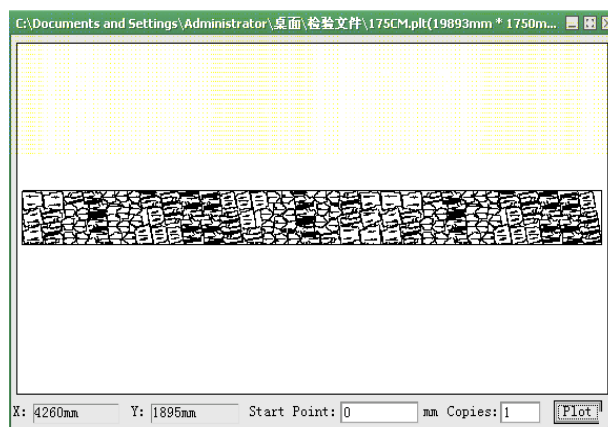 C:\Documents and Settings\Administrator\桌面\检验文件\175CM.plt(19893mm * 1750m...
X: 4260mm Y: 1895mm Start Point: 0 mm Copies: 1 Plot